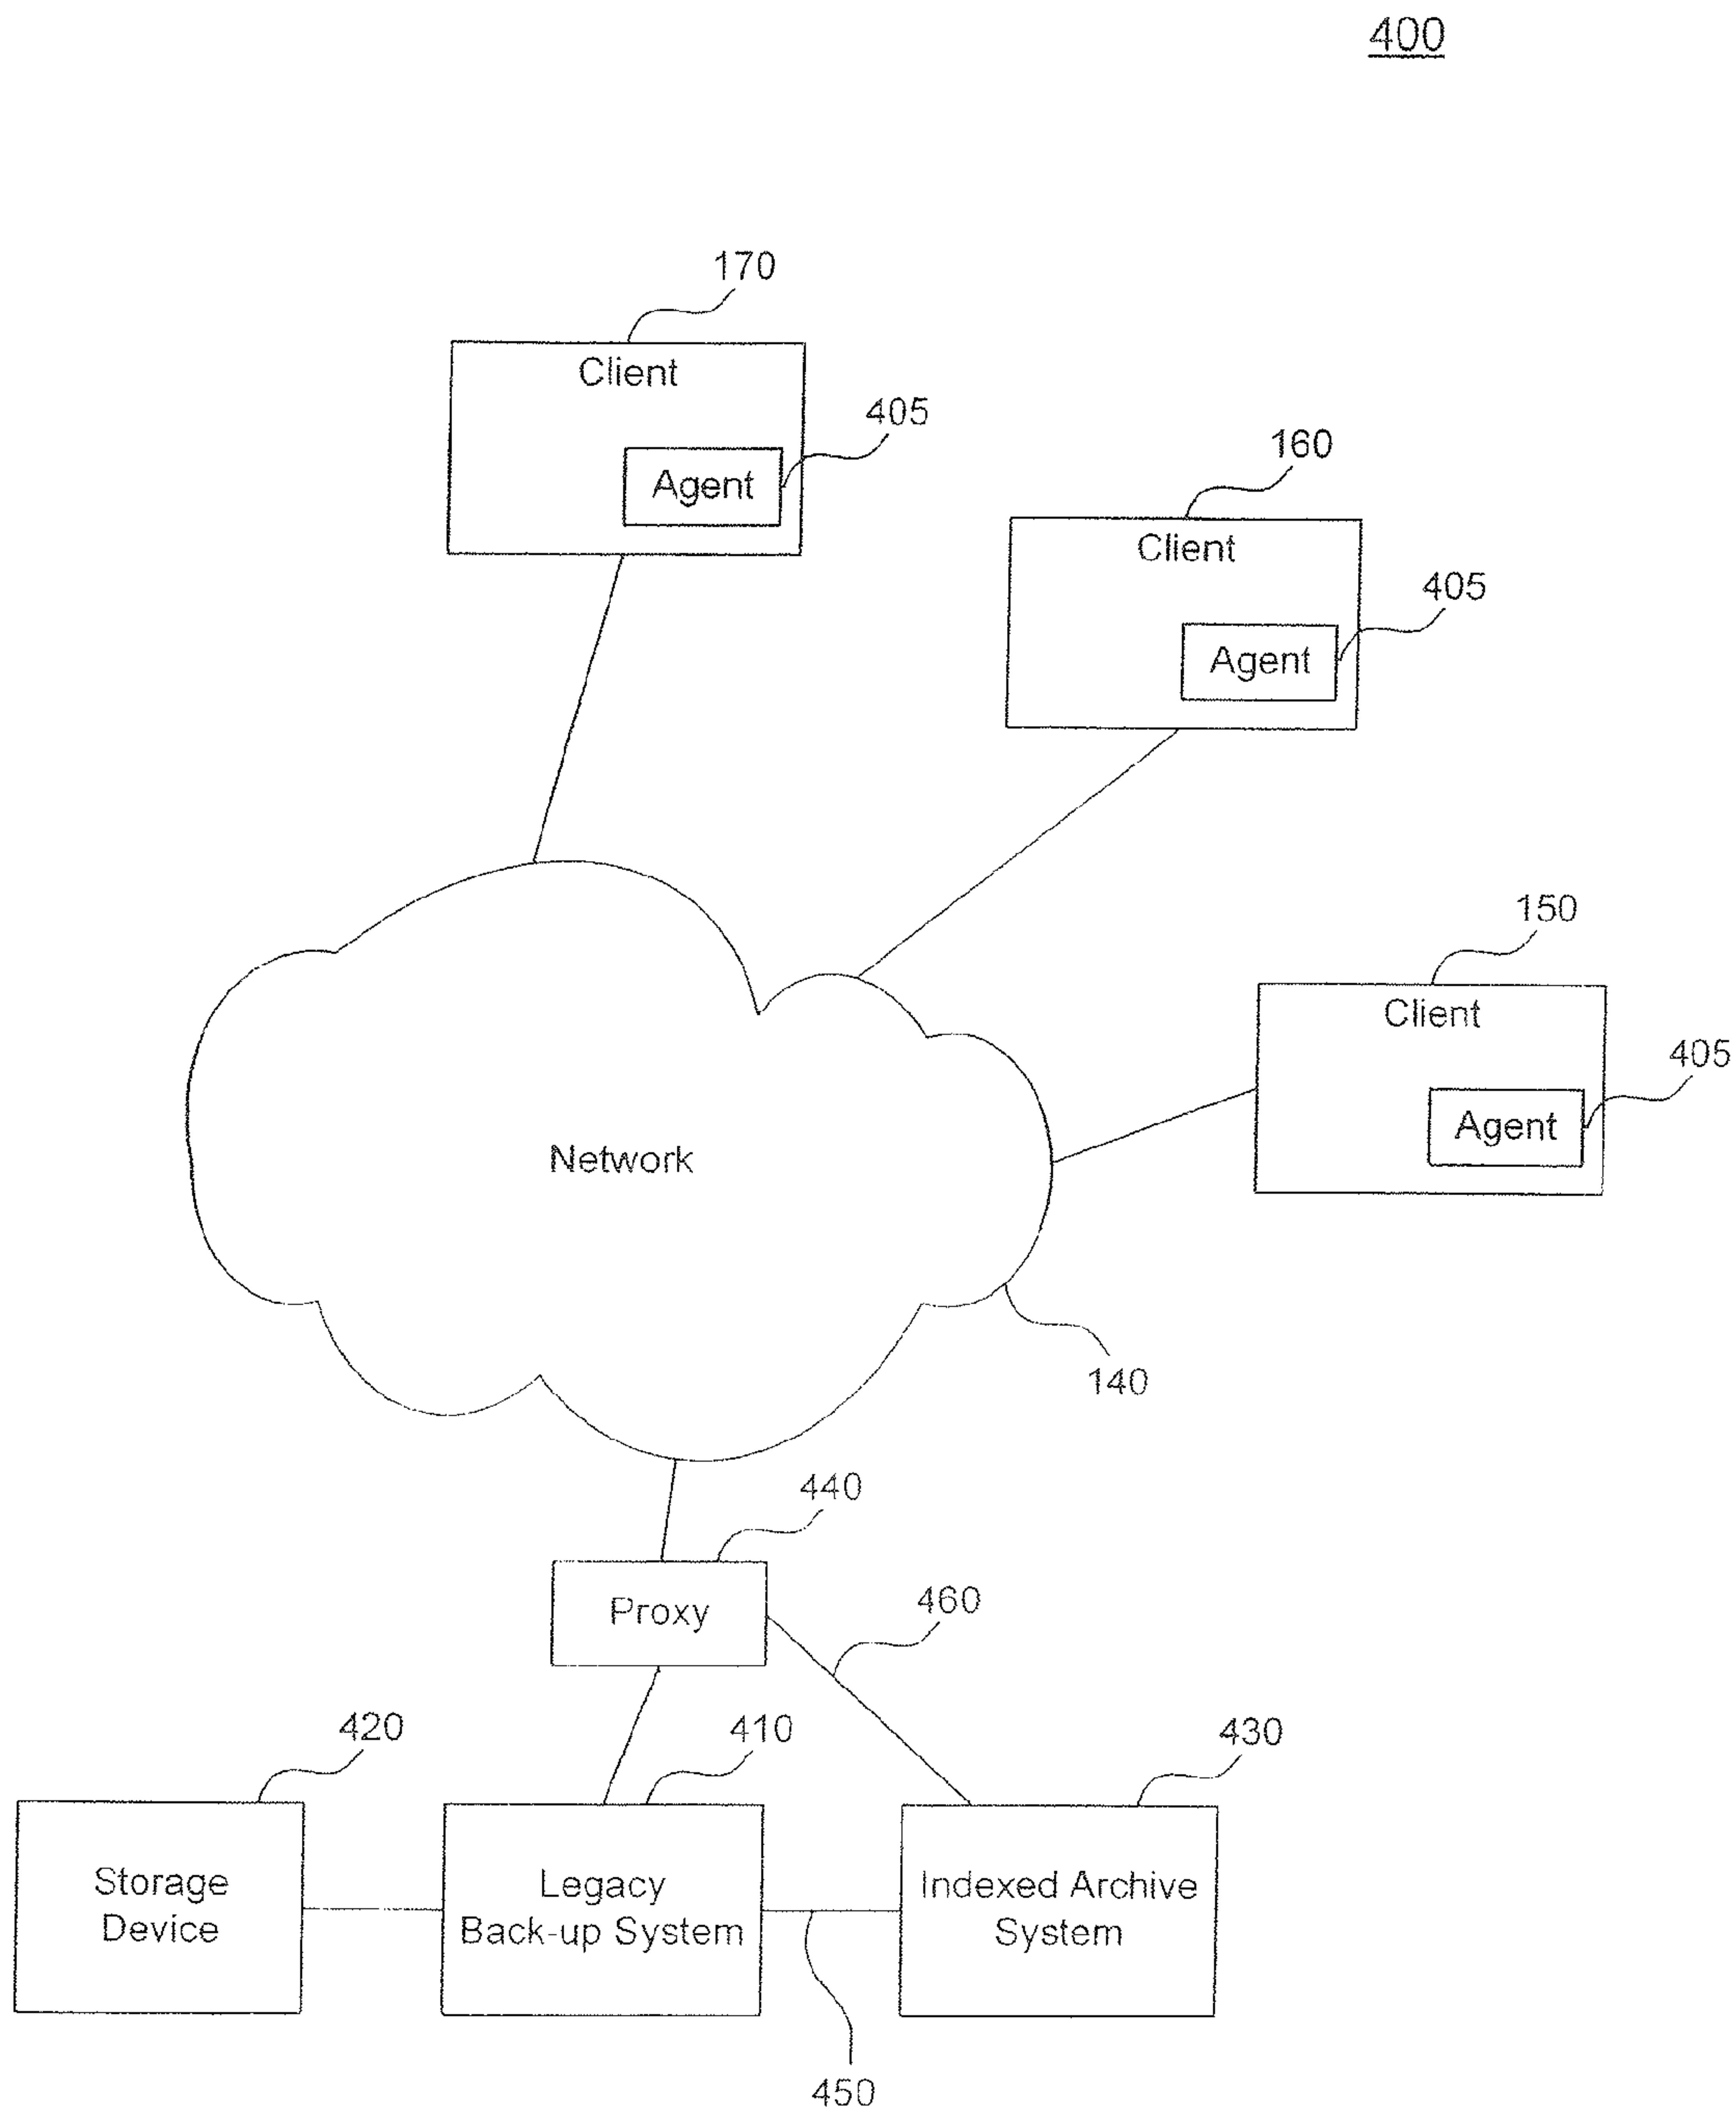 400
170
Client
405
Agent
160
Client
405
Agent
150
Client
405
Agent
Network
140
440
Proxy
460
420
410
430
Storage
Device
Legacy
Back-up System
Indexed Archive
System
450